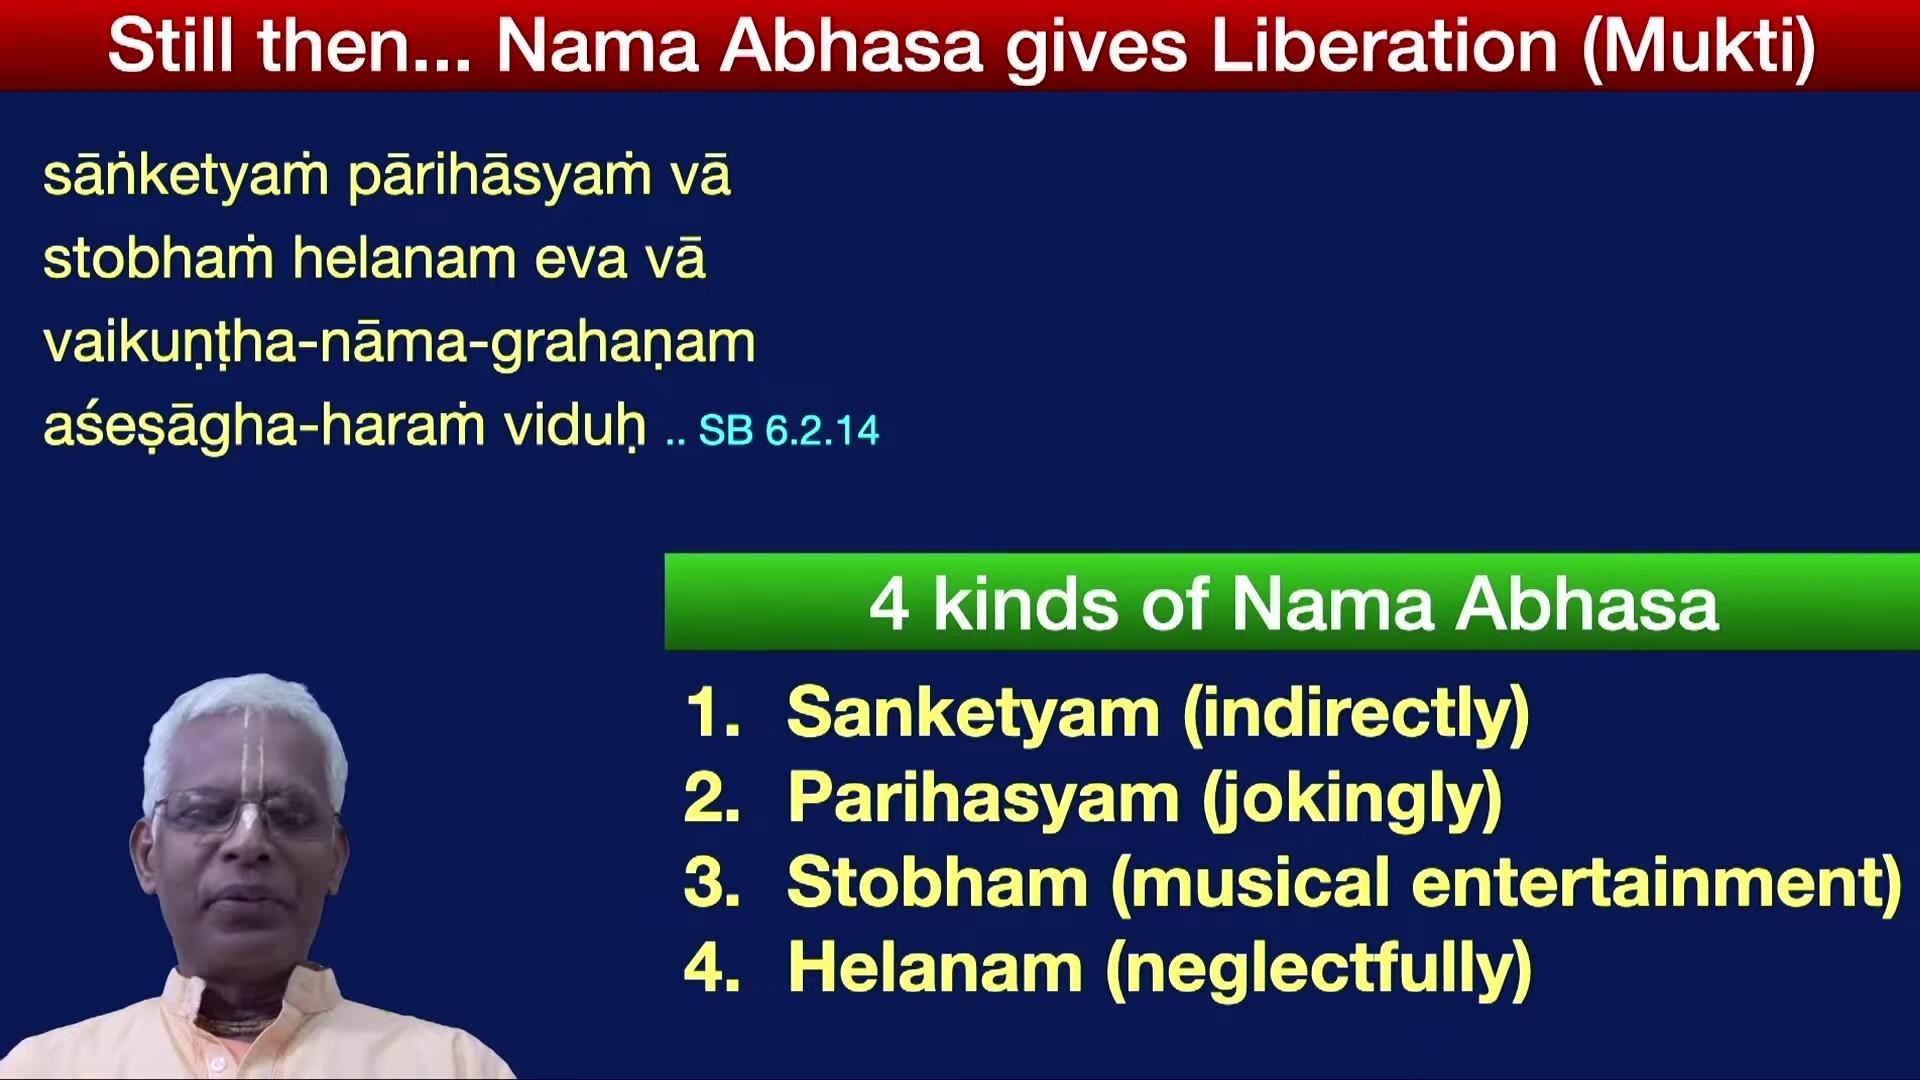 Still then... Nama Abhasa gives Liberation (Mukti)
sāṅketyaṁ pārihāsyaṁ vā
stobhaṁ helanam eva vā
vaikuṇṭha-nāma-grahaṇam
aśeṣāgha-haraṁ viduḥ .. SB 6.2.14
4 kinds of Nama Abhasa
1. Sanketyam (indirectly)
2. Parihasyam (jokingly)
3. Stobham (musical entertainment)
4. Helanam (neglectfully)